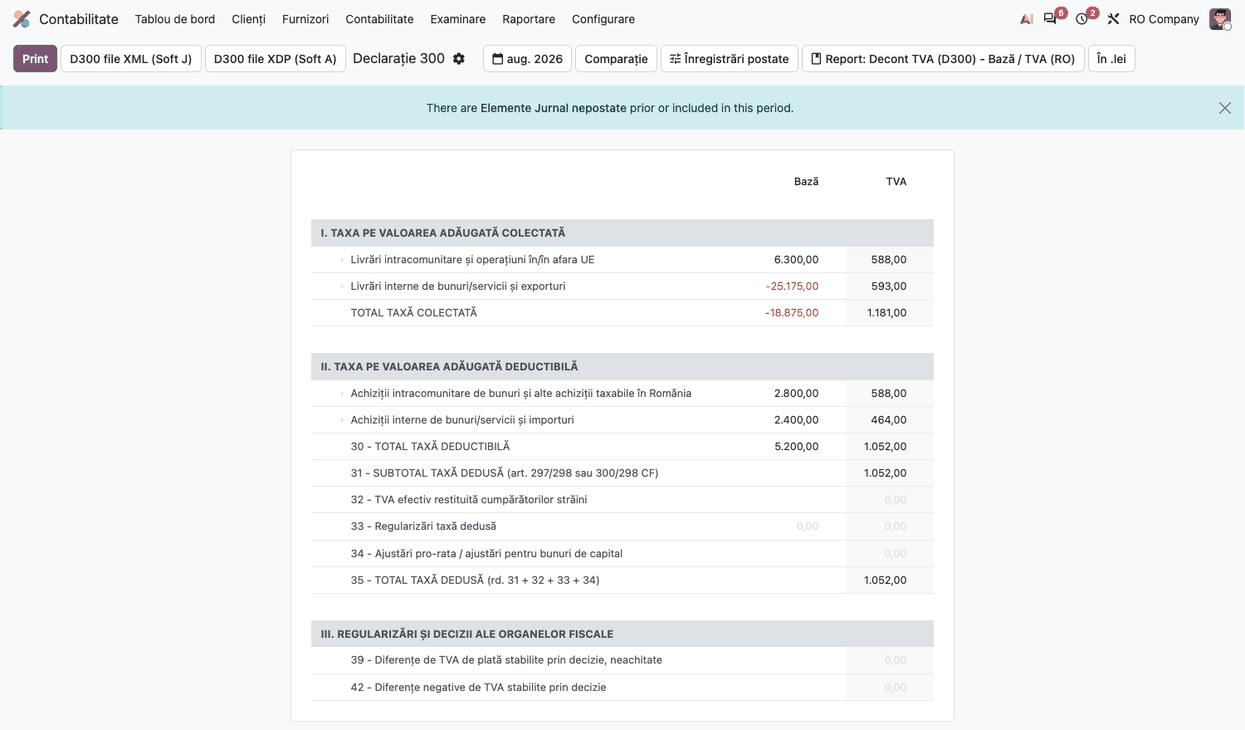 Contabilitate Tablou de bord Clienți Furnizori Contabilitate Examinare Raportare Configurare AI 6 2 RO Company
Print D300 file XML (Soft J) D300 file XDP (Soft A) Declarație 300 aug. 2026 Comparație Înregistrări postate Report: Decont TVA (D300) - Bază / TVA (RO) În .lei
There are Elemente Jurnal nepostate prior or included in this period.
Bază TVA
I. TAXA PE VALOAREA ADĂUGATĂ COLECTATĂ
Livrări intracomunitare și operațiuni în/în afara UE 6.300,00 588,00
Livrări interne de bunuri/servicii și exporturi -25.175,00 593,00
TOTAL TAXĂ COLECTATĂ -18.875,00 1.181,00
II. TAXA PE VALOAREA ADĂUGATĂ DEDUCTIBILĂ
Achiziții intracomunitare de bunuri și alte achiziții taxabile în România 2.800,00 588,00
Achiziții interne de bunuri/servicii și importuri 2.400,00 464,00
30 - TOTAL TAXĂ DEDUCTIBILĂ 5.200,00 1.052,00
31 - SUBTOTAL TAXĂ DEDUSĂ (art. 297/298 sau 300/298 CF) 1.052,00
32 - TVA efectiv restituită cumpărătorilor străini 0,00
33 - Regularizări taxă dedusă 0,00 0,00
34 - Ajustări pro-rata / ajustări pentru bunuri de capital 0,00
35 - TOTAL TAXĂ DEDUSĂ (rd. 31 + 32 + 33 + 34) 1.052,00
III. REGULARIZĂRI ȘI DECIZII ALE ORGANELOR FISCALE
39 - Diferențe de TVA de plată stabilite prin decizie, neachitate 0,00
42 - Diferențe negative de TVA stabilite prin decizie 0,00